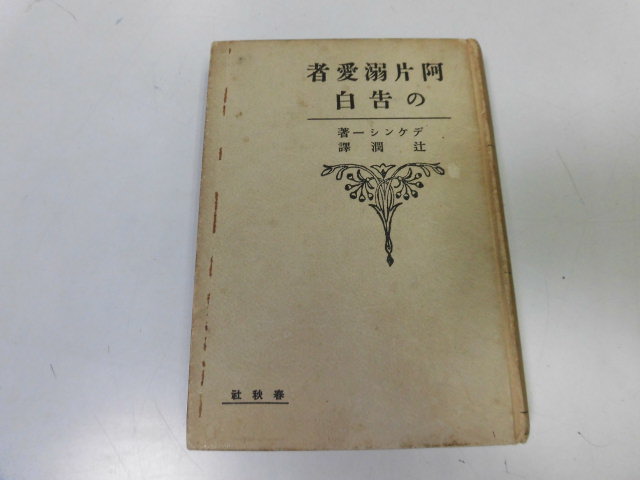 阿片溺愛者
の告白
デケンシー著
辻潤譯
春秋社